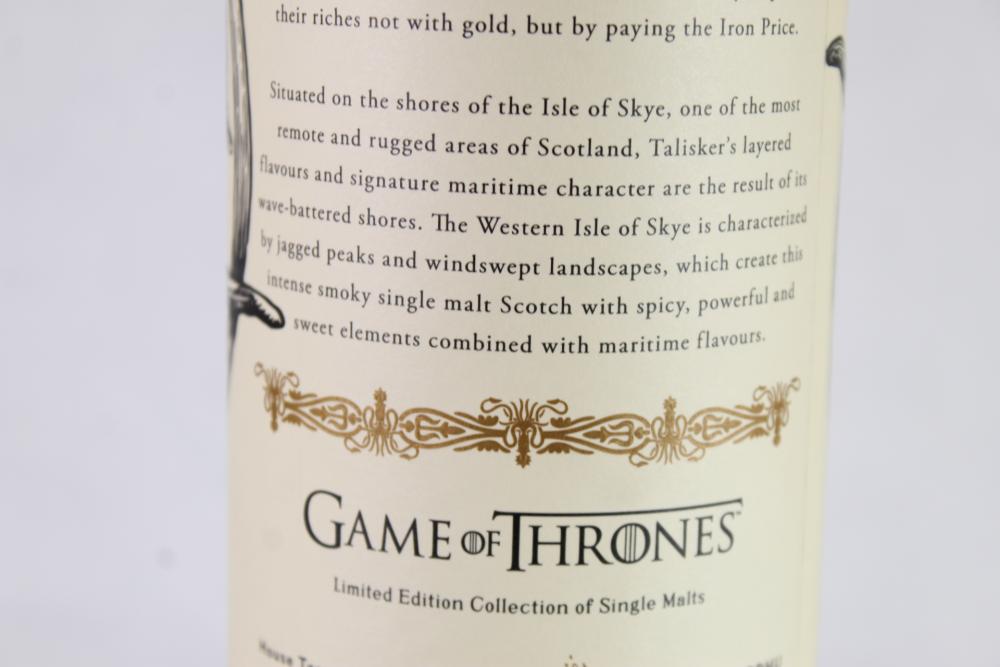 their riches not with gold, but by paying the Iron Price.
Situated on the shores of the Isle of Skye, one of the most
remote and rugged areas of Scotland, Talisker's layered
flavours and signature maritime character are the result of its
wave-battered shores. The Western Isle of Skye is characterized
by jagged peaks and windswept landscapes, which create this
intense smoky single malt Scotch with spicy, powerful and
sweet elements combined with maritime flavours.
GAME OF THRONES™
Limited Edition Collection of Single Malts
House